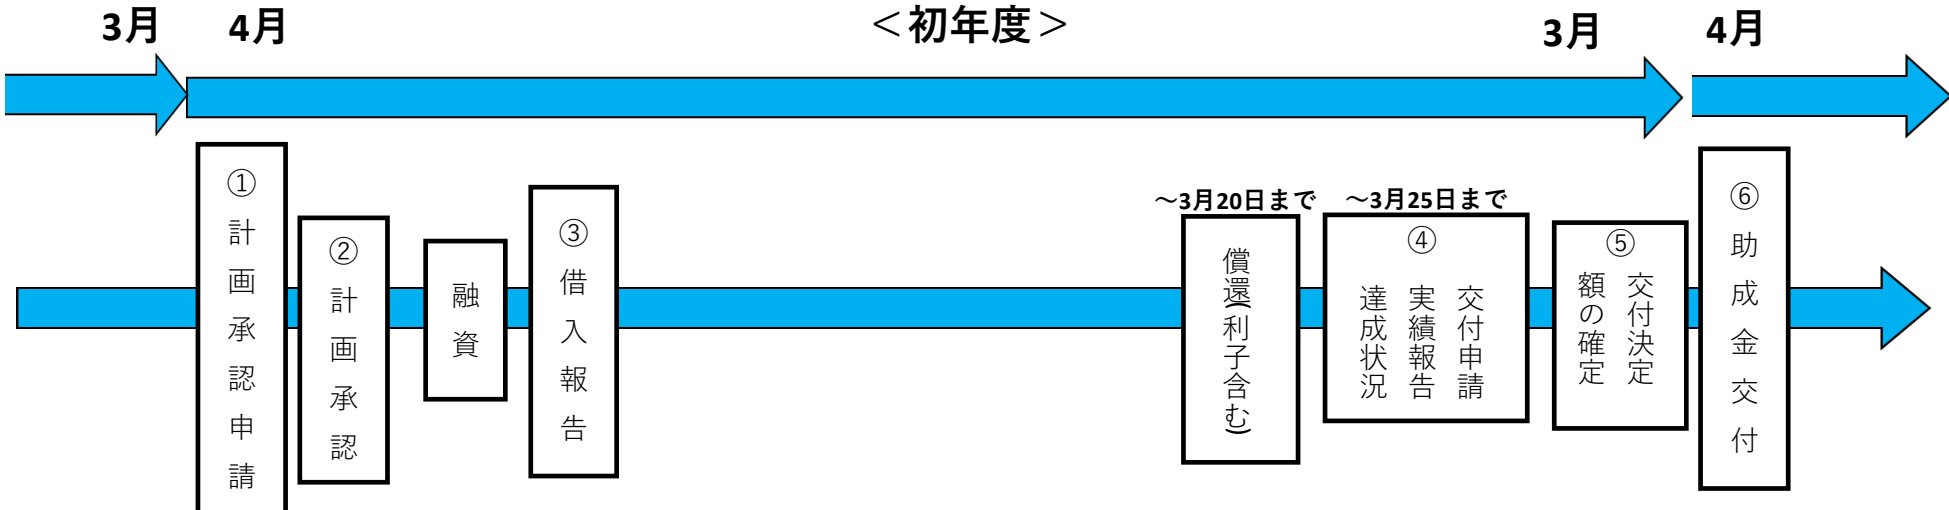 3月
4月
＜初年度＞
3月
4月
①計画承認申請
②計画承認
融資
③借入報告
～3月20日まで
償還(利子含む)
～3月25日まで
④
交付申請
実績報告
達成状況
⑤
交付決定
額の確定
⑥助成金交付